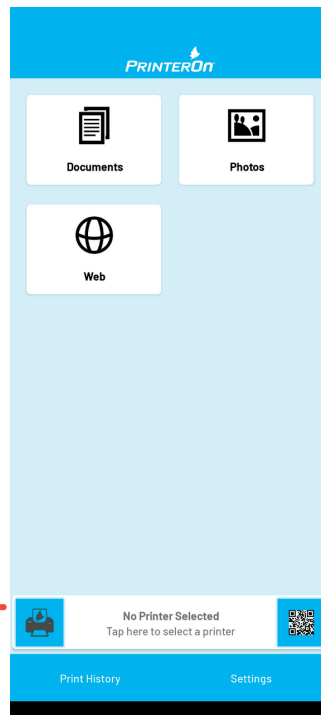 PRINTERON
Documents
Photos
Web
No Printer Selected
Tap here to select a printer
Print History
Settings